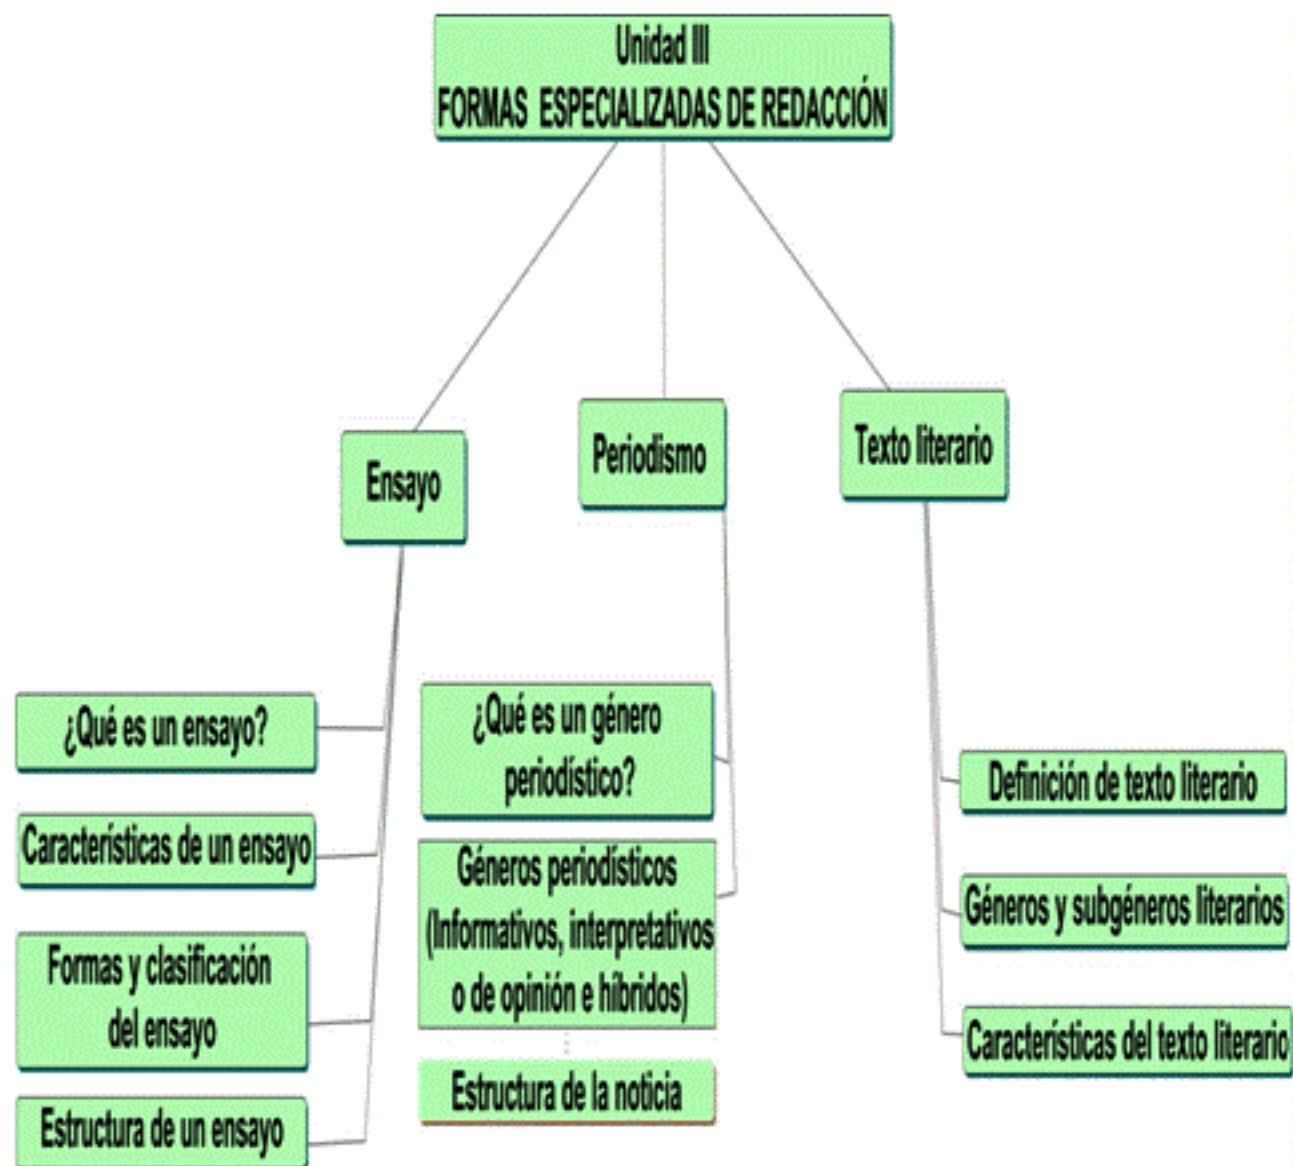 Unidad III
FORMAS ESPECIALIZADAS DE REDACCIÓN
Ensayo
Periodismo
Texto literario
¿Qué es un ensayo?
Características de un ensayo
Formas y clasificación
del ensayo
Estructura de un ensayo
¿Qué es un género
periodístico?
Géneros periodísticos
(Informativos, interpretativos
o de opinión e híbridos)
Estructura de la noticia
Definición de texto literario
Géneros y subgéneros literarios
Características del texto literario